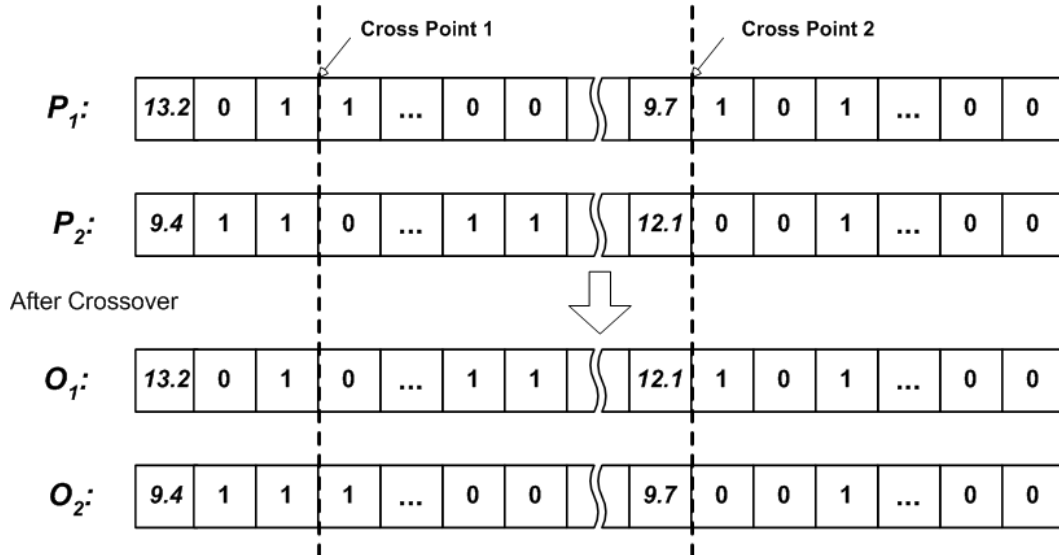 Cross Point 1 Cross Point 2
P1: 13.2 0 1 1 ... 0 0 9.7 1 0 1 ... 0 0
P2: 9.4 1 1 0 ... 1 1 12.1 0 0 1 ... 0 0
After Crossover
O1: 13.2 0 1 0 ... 1 1 12.1 1 0 1 ... 0 0
O2: 9.4 1 1 1 ... 0 0 9.7 0 0 1 ... 0 0